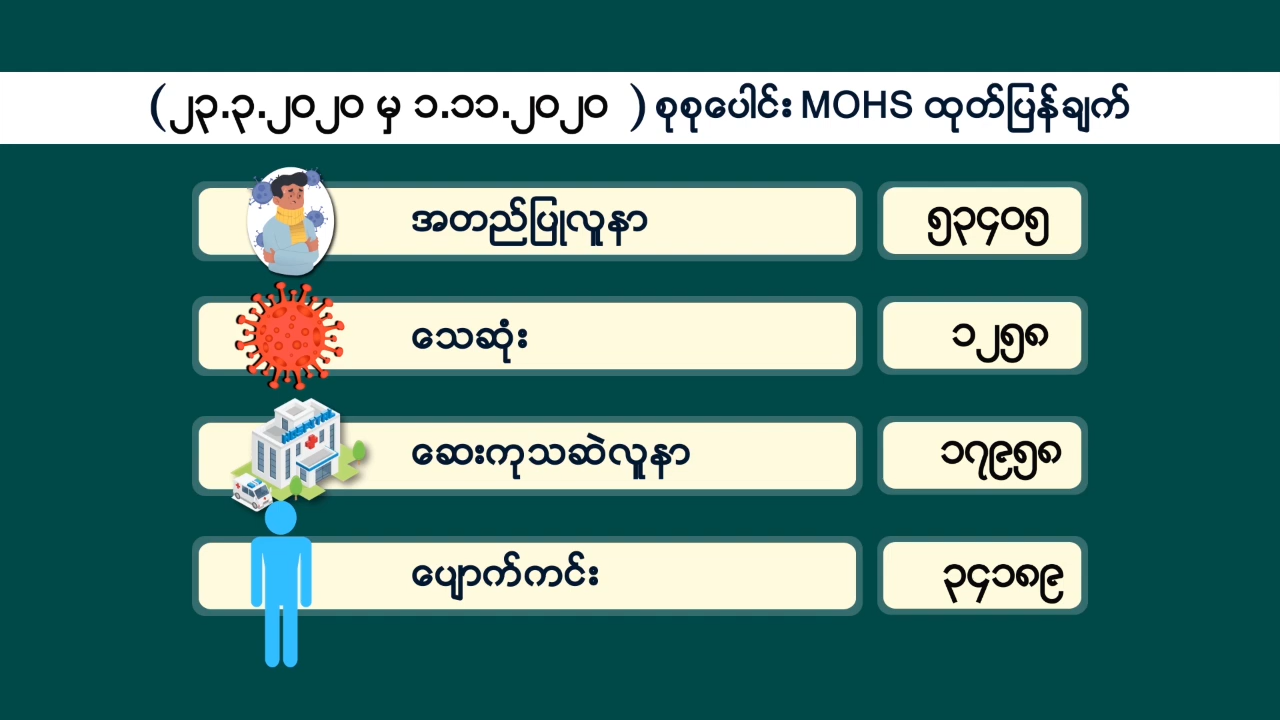 (၂၃.၃.၂၀၂၀ မှ ၁.၁၁.၂၀၂၀ ) စုစုပေါင်း MOHS ထုတ်ပြန်ချက်
အတည်ပြုလူနာ ၅၃၄၀၅
သေဆုံး ၁၂၅၈
ဆေးကုသဆဲလူနာ ၁၇၉၅၈
ပျောက်ကင်း ၃၄၁၈၉